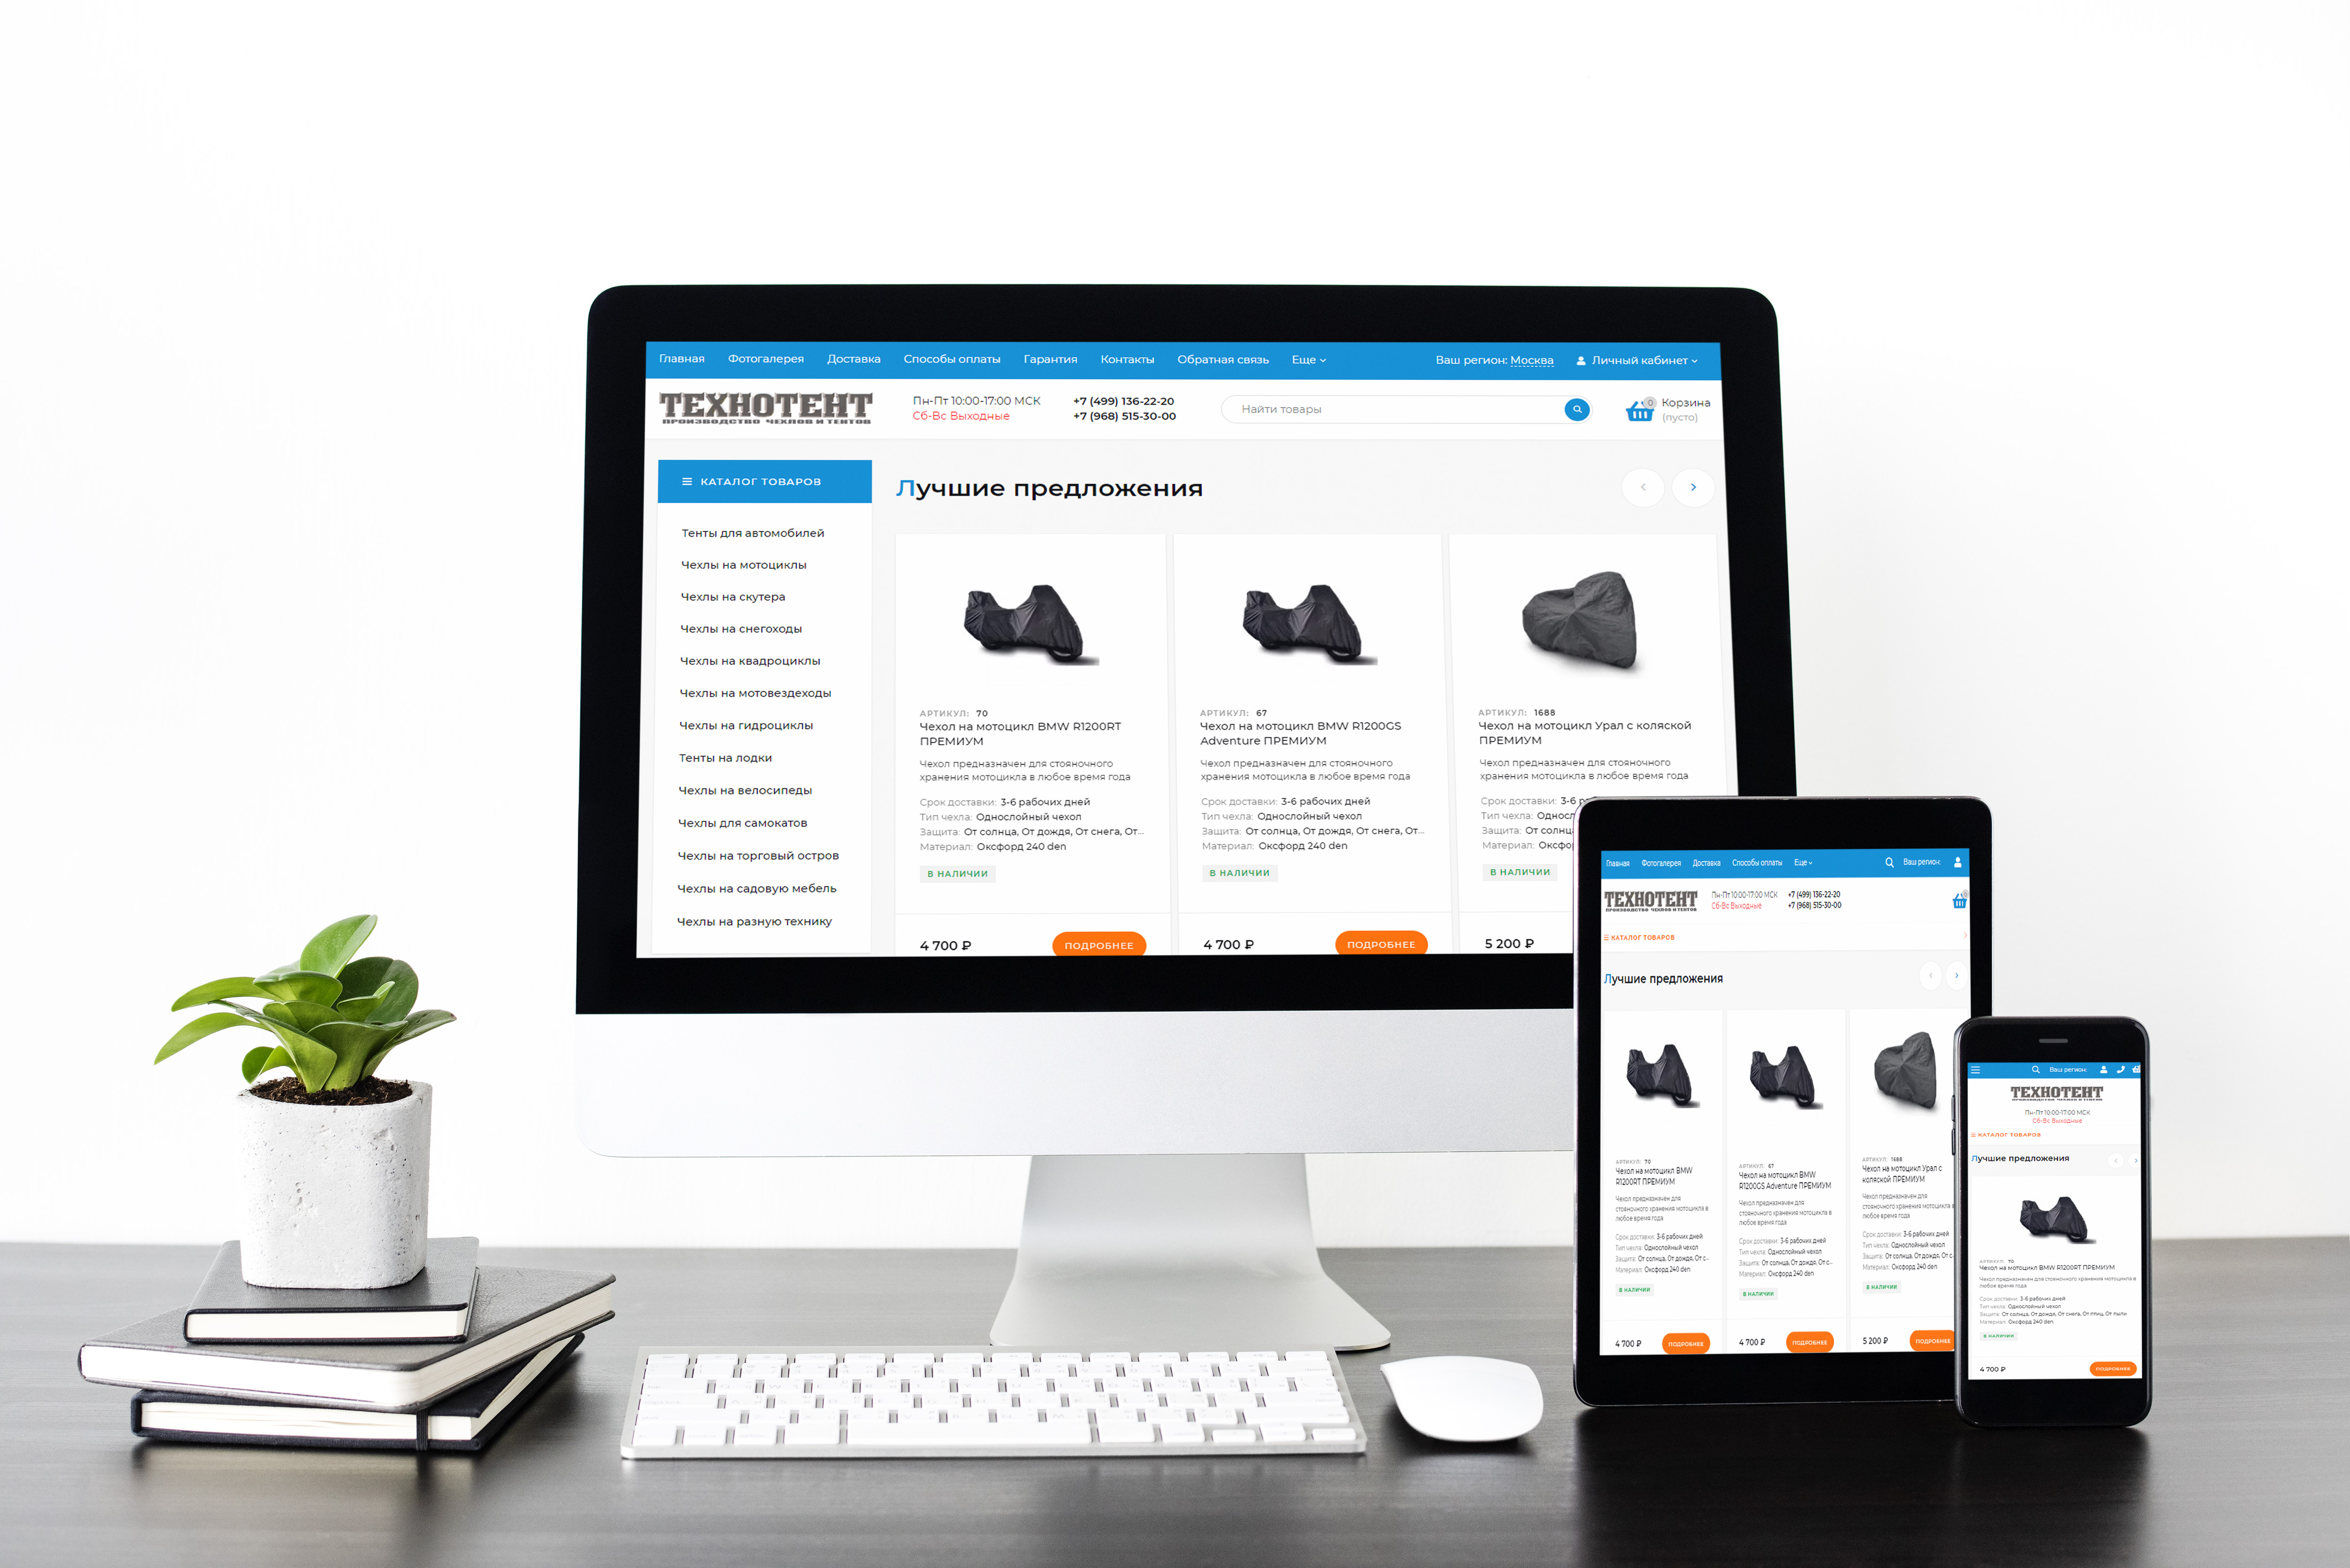 Главная Фотогалерея Доставка Способы оплаты Гарантия Контакты Обратная связь Еще Ваш регион: Москва Личный кабинет
ТЕХНОТЕНТ
ПРОИЗВОДСТВО ЧЕХЛОВ И ТЕНТОВ
Пн-Пт 10:00-17:00 МСК
Сб-Вс Выходные
+7 (499) 136-22-20
+7 (968) 515-30-00
Найти товары
0
Корзина
(пусто)
КАТАЛОГ ТОВАРОВ
Тенты для автомобилей
Чехлы на мотоциклы
Чехлы на скутера
Чехлы на снегоходы
Чехлы на квадроциклы
Чехлы на мотовездеходы
Чехлы на гидроциклы
Тенты на лодки
Чехлы на велосипеды
Чехлы для самокатов
Чехлы на торговый остров
Чехлы на садовую мебель
Чехлы на разную технику
Лучшие предложения
АРТИКУЛ: 70
Чехол на мотоцикл BMW R1200RT
ПРЕМИУМ
Чехол предназначен для стояночного
хранения мотоцикла в любое время года
Срок доставки: 3-6 рабочих дней
Тип чехла: Однослойный чехол
Защита: От солнца, От дождя, От снега, От...
Материал: Оксфорд 240 den
В НАЛИЧИИ
4 700 ₽ ПОДРОБНЕЕ
АРТИКУЛ: 67
Чехол на мотоцикл BMW R1200GS
Adventure ПРЕМИУМ
Чехол предназначен для стояночного
хранения мотоцикла в любое время года
Срок доставки: 3-6 рабочих дней
Тип чехла: Однослойный чехол
Защита: От солнца, От дождя, От снега, От...
Материал: Оксфорд 240 den
В НАЛИЧИИ
4 700 ₽ ПОДРОБНЕЕ
АРТИКУЛ: 1688
Чехол на мотоцикл Урал с коляской
ПРЕМИУМ
Чехол предназначен для стояночного
хранения мотоцикла в любое время года
Срок доставки: 3-6
Тип чехла:
Защита: От
Материал:
В НАЛИЧИИ
5 200 ₽
Главная Фотогалерея Доставка Способы оплаты Еще Ваш регион:
ТЕХНОТЕНТ
ПРОИЗВОДСТВО ЧЕХЛОВ И ТЕНТОВ
Пн-Пт 10:00-17:00 МСК
Сб-Вс Выходные
+7 (499) 136-22-20
+7 (968) 515-30-00
КАТАЛОГ ТОВАРОВ
Лучшие предложения
АРТИКУЛ: 70
Чехол на мотоцикл BMW
R1200RT ПРЕМИУМ
Чехол предназначен для
стояночного хранения мотоцикла в
любое время года
Срок доставки: 3-6 рабочих дней
Тип чехла: Однослойный чехол
Защита: От солнца, От дождя, От с...
Материал: Оксфорд 240 den
В НАЛИЧИИ
4 700 ₽ ПОДРОБНЕЕ
АРТИКУЛ: 67
Чехол на мотоцикл BMW
R1200GS Adventure ПРЕМИУМ
Чехол предназначен для
стояночного хранения мотоцикла в
любое время года
Срок доставки: 3-6 рабочих дней
Тип чехла: Однослойный чехол
Защита: От солнца, От дождя, От с...
Материал: Оксфорд 240 den
В НАЛИЧИИ
4 700 ₽ ПОДРОБНЕЕ
АРТИКУЛ: 1688
Чехол на мотоцикл Урал с
коляской ПРЕМИУМ
Чехол предназначен для
стояночного хранения мотоцикла в
любое время года
Срок доставки: 3-6 рабочих дней
Тип чехла: Однослойный чехол
Защита: От солнца, От дождя, От с
Материал: Оксфорд 240 den
В НАЛИЧИИ
5 200 ₽ ПОДРОБНЕЕ
Ваш регион:
ТЕХНОТЕНТ
ПРОИЗВОДСТВО ЧЕХЛОВ И ТЕНТОВ
Пн-Пт 10:00-17:00 МСК
Сб-Вс Выходные
КАТАЛОГ ТОВАРОВ
Лучшие предложения
АРТИКУЛ: 70
Чехол на мотоцикл BMW R1200RT ПРЕМИУМ
Чехол предназначен для стояночного хранения мотоцикла в
любое время года
Срок доставки: 3-6 рабочих дней
Тип чехла: Однослойный чехол
Защита: От солнца, От дождя, От снега, От птиц, От пыли
Материал: Оксфорд 240 den
В НАЛИЧИИ
4 700 ₽ ПОДРОБНЕЕ